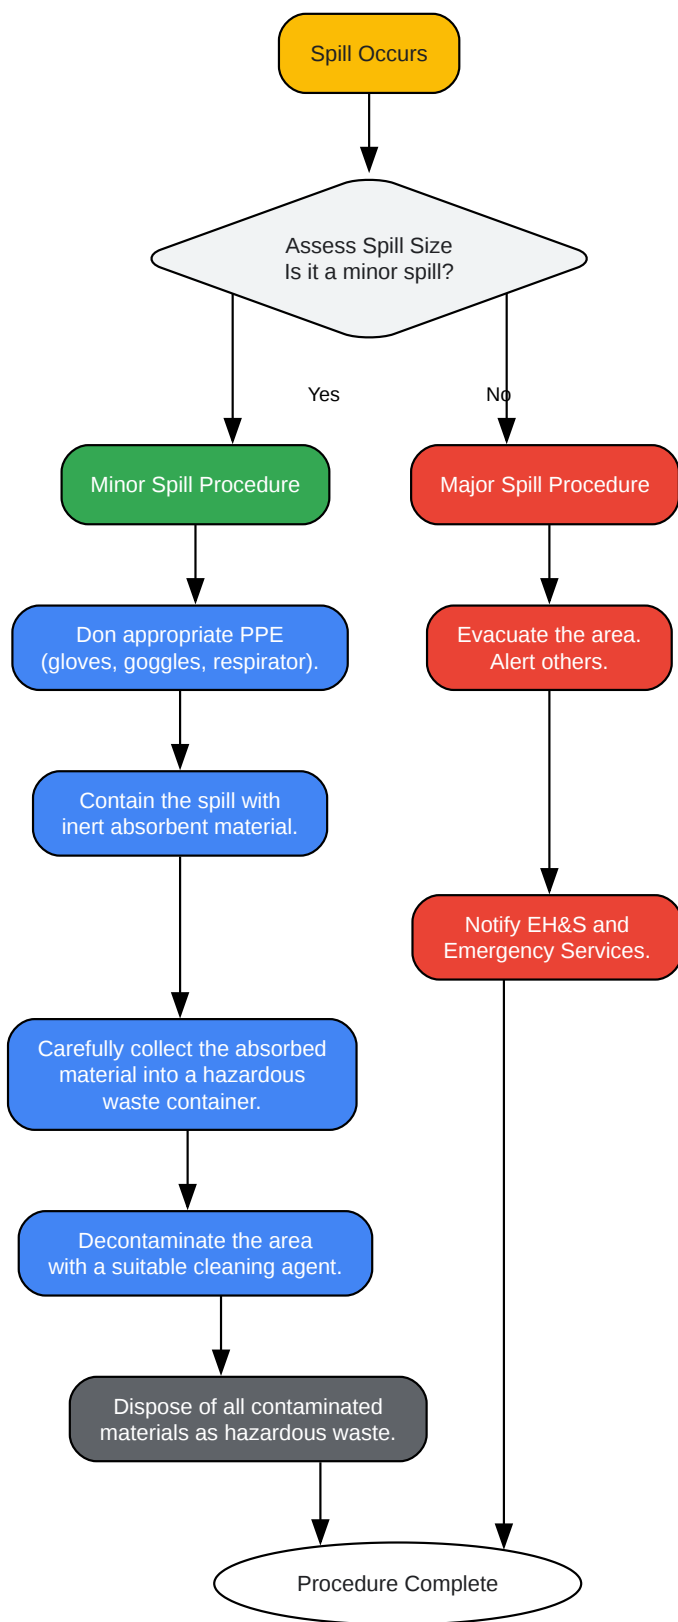 Spill Occurs
Assess Spill Size
Is it a minor spill?
Yes
No
Minor Spill Procedure
Major Spill Procedure
Don appropriate PPE
(gloves, goggles, respirator).
Evacuate the area.
Alert others.
Contain the spill with
inert absorbent material.
Notify EH&S and
Emergency Services.
Carefully collect the absorbed
material into a hazardous
waste container.
Decontaminate the area
with a suitable cleaning agent.
Dispose of all contaminated
materials as hazardous waste.
Procedure Complete